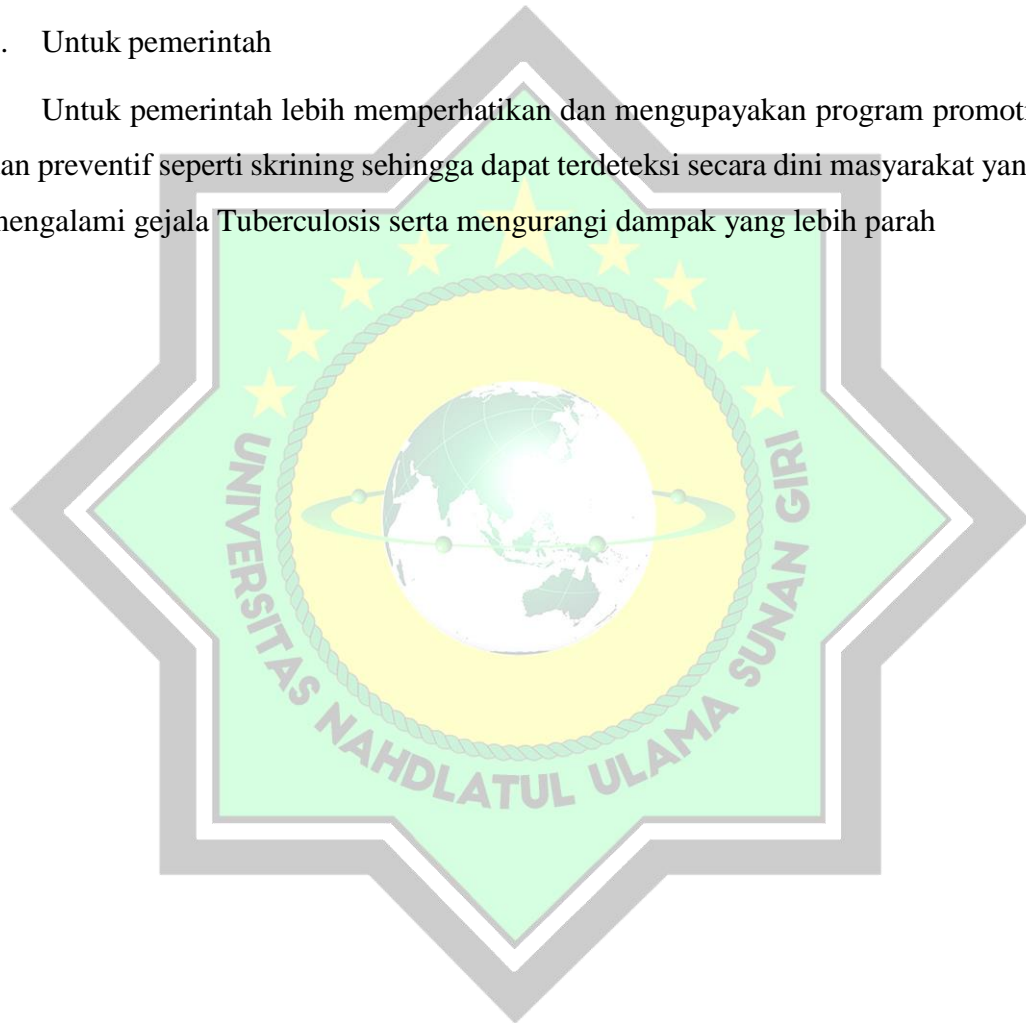 . Untuk pemerintah
Untuk pemerintah lebih memperhatikan dan mengupayakan program promoti
an preventif seperti skrining sehingga dapat terdeteksi secara dini masyarakat yan
mengalami gejala Tuberculosis serta mengurangi dampak yang lebih parah
UNIVERSITAS NAHDLATUL ULAMA SUNAN GIRI